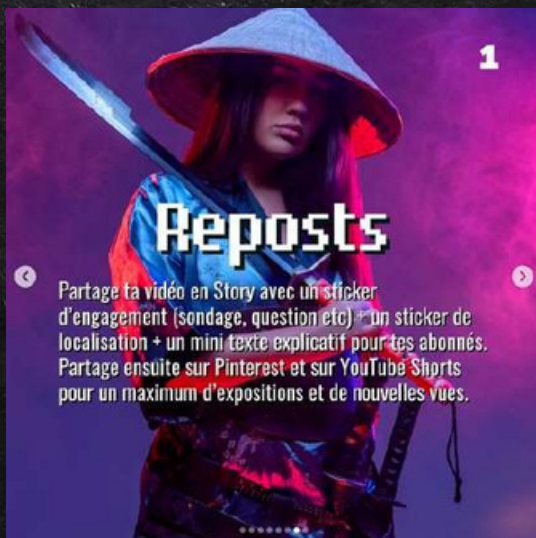 1
Reposts
Partage ta vidéo en Story avec un sticker
d'engagement (sondage, question etc) + un sticker de
localisation + un mini texte explicatif pour tes abonnés.
Partage ensuite sur Pinterest et sur YouTube Shorts
pour un maximum d'expositions et de nouvelles vues.